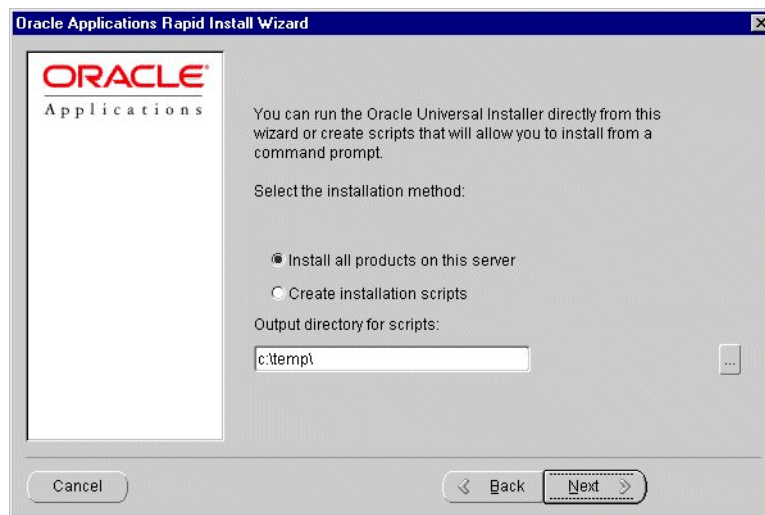 Oracle Applications Rapid Install Wizard
ORACLE®
Applications
You can run the Oracle Universal Installer directly from this
wizard or create scripts that will allow you to install from a
command prompt.
Select the installation method:
Install all products on this server
Create installation scripts
Output directory for scripts:
c:\temp\
...
Cancel
Back
Next